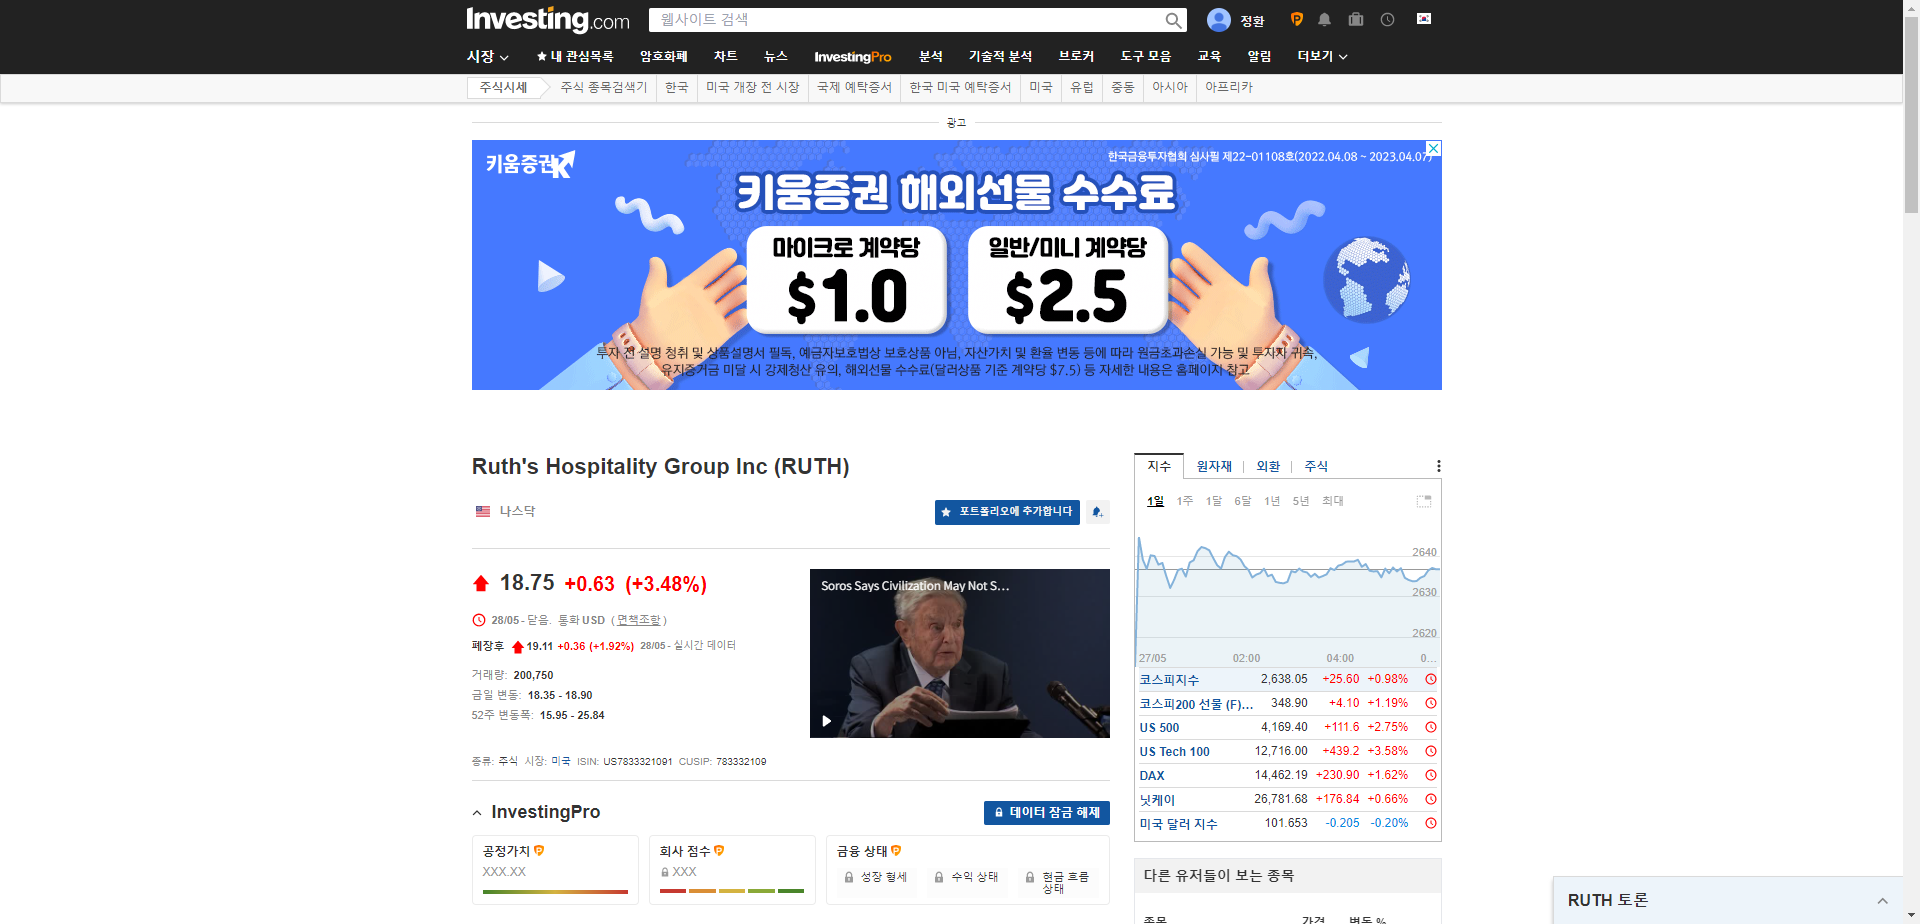 Investing.com
웹사이트 검색
정환
시장
★ 내 관심목록
암호화폐
차트
뉴스
InvestingPro
분석
기술적 분석
브로커
도구 모음
교육
알림
더보기
주식시세
주식 종목검색기
한국
미국 개장 전 시장
국제 예탁증서
한국 미국 예탁증서
미국
유럽
중동
아시아
아프리카
광고
키움증권
한국금융투자협회 심사필 제22-01108호(2022.04.08 ~ 2023.04.07)
키움증권 해외선물 수수료
마이크로 계약당
$1.0
일반/미니 계약당
$2.5
투자 전 설명 청취 및 상품설명서 필독, 예금자보호법상 보호상품 아님, 자산가치 및 환율 변동 등에 따라 원금초과손실 가능 및 투자자 귀속,
유지증거금 미달 시 강제청산 유의, 해외선물 수수료(달러상품 기준 계약당 $7.5) 등 자세한 내용은 홈페이지 참고
Ruth's Hospitality Group Inc (RUTH)
나스닥
★ 포트폴리오에 추가합니다
18.75 +0.63 (+3.48%)
28/05 - 닫음. 통화 USD ( 면책조항 )
폐장후 19.11 +0.36 (+1.92%) 28/05 - 실시간 데이터
거래량: 200,750
금일 변동: 18.35 - 18.90
52주 변동폭: 15.95 - 25.84
Soros Says Civilization May Not S...
종류: 주식 시장: 미국 ISIN: US7833321091 CUSIP: 783332109
InvestingPro
데이터 잠금 해제
공정가치
XXX.XX
회사 점수
XXX
금융 상태
성장 형세
수익 상태
현금 흐름
상태
지수
원자재
외환
주식
1일 1주 1달 6달 1년 5년 최대
2640
2630
2620
27/05 02:00 04:00 0...
코스피지수 2,638.05 +25.60 +0.98%
코스피200 선물 (F)... 348.90 +4.10 +1.19%
US 500 4,169.40 +111.6 +2.75%
US Tech 100 12,716.00 +439.2 +3.58%
DAX 14,462.19 +230.90 +1.62%
닛케이 26,781.68 +176.84 +0.66%
미국 달러 지수 101.653 -0.205 -0.20%
다른 유저들이 보는 종목
종목 가격 변동 %
RUTH 토론